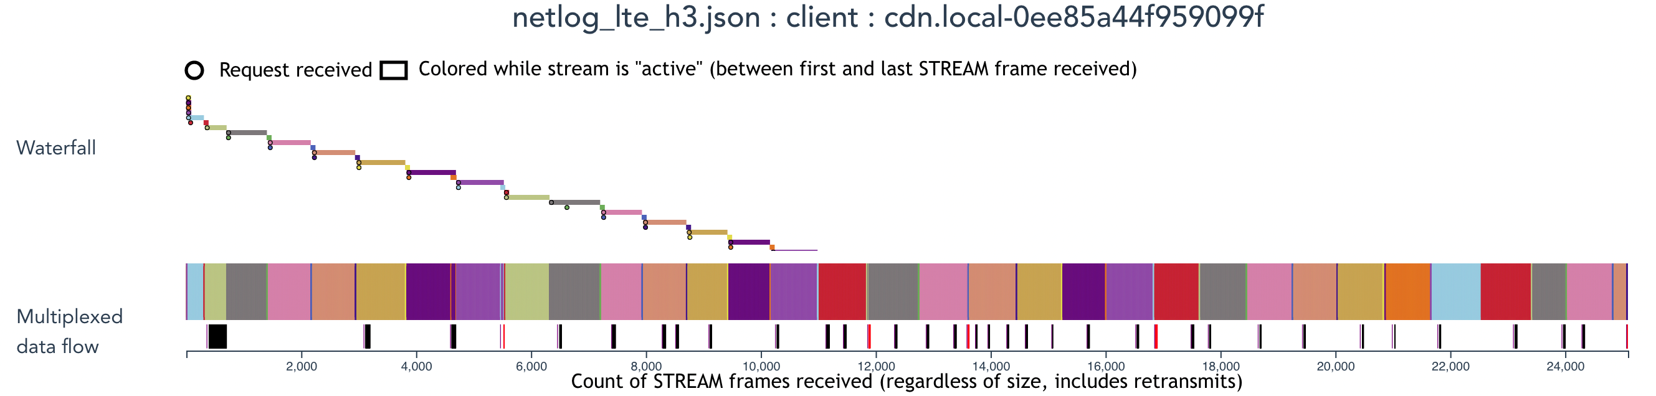 netlog_lte_h3.json : client : cdn.local-0ee85a44f959099f
Request received Colored while stream is "active" (between first and last STREAM frame received)
Waterfall
Multiplexed
data flow
2,000 4,000 6,000 8,000 10,000 12,000 14,000 16,000 18,000 20,000 22,000 24,000
Count of STREAM frames received (regardless of size, includes retransmits)